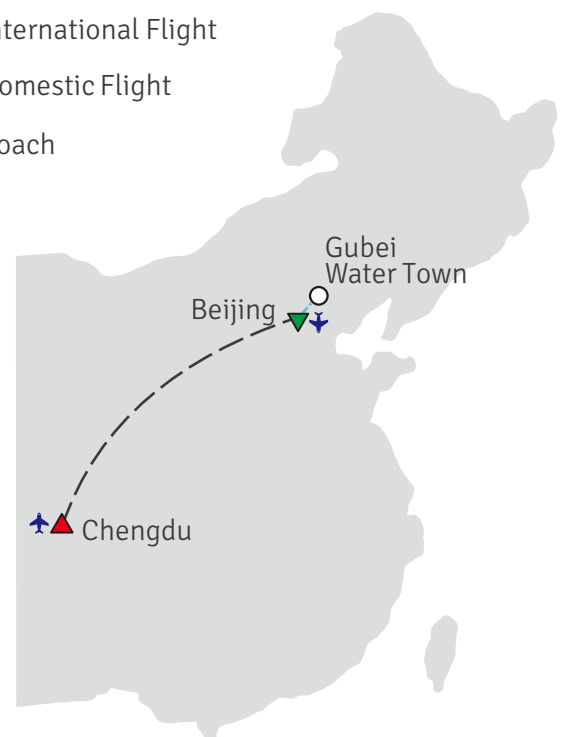 nternational Flight
omestic Flight
oach
Gubei
Water Town
Beijing
Chengdu